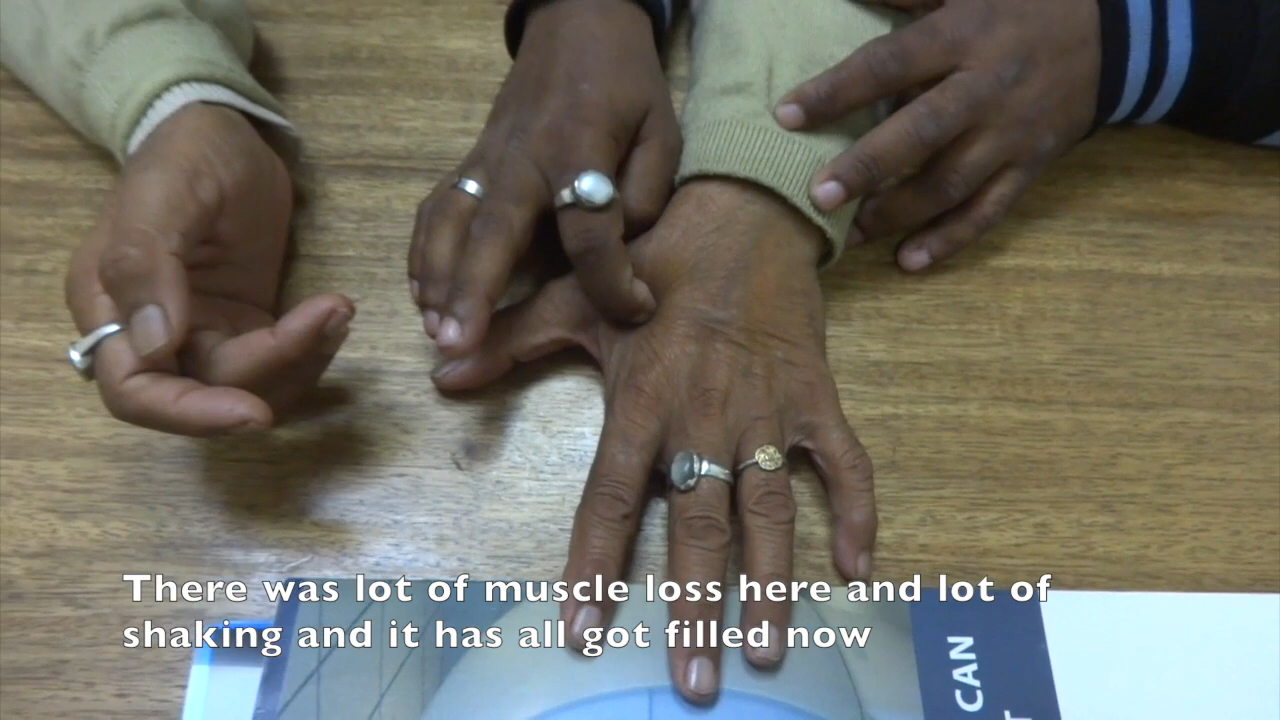 There was lot of muscle loss here and lot of
shaking and it has all got filled now
CAN